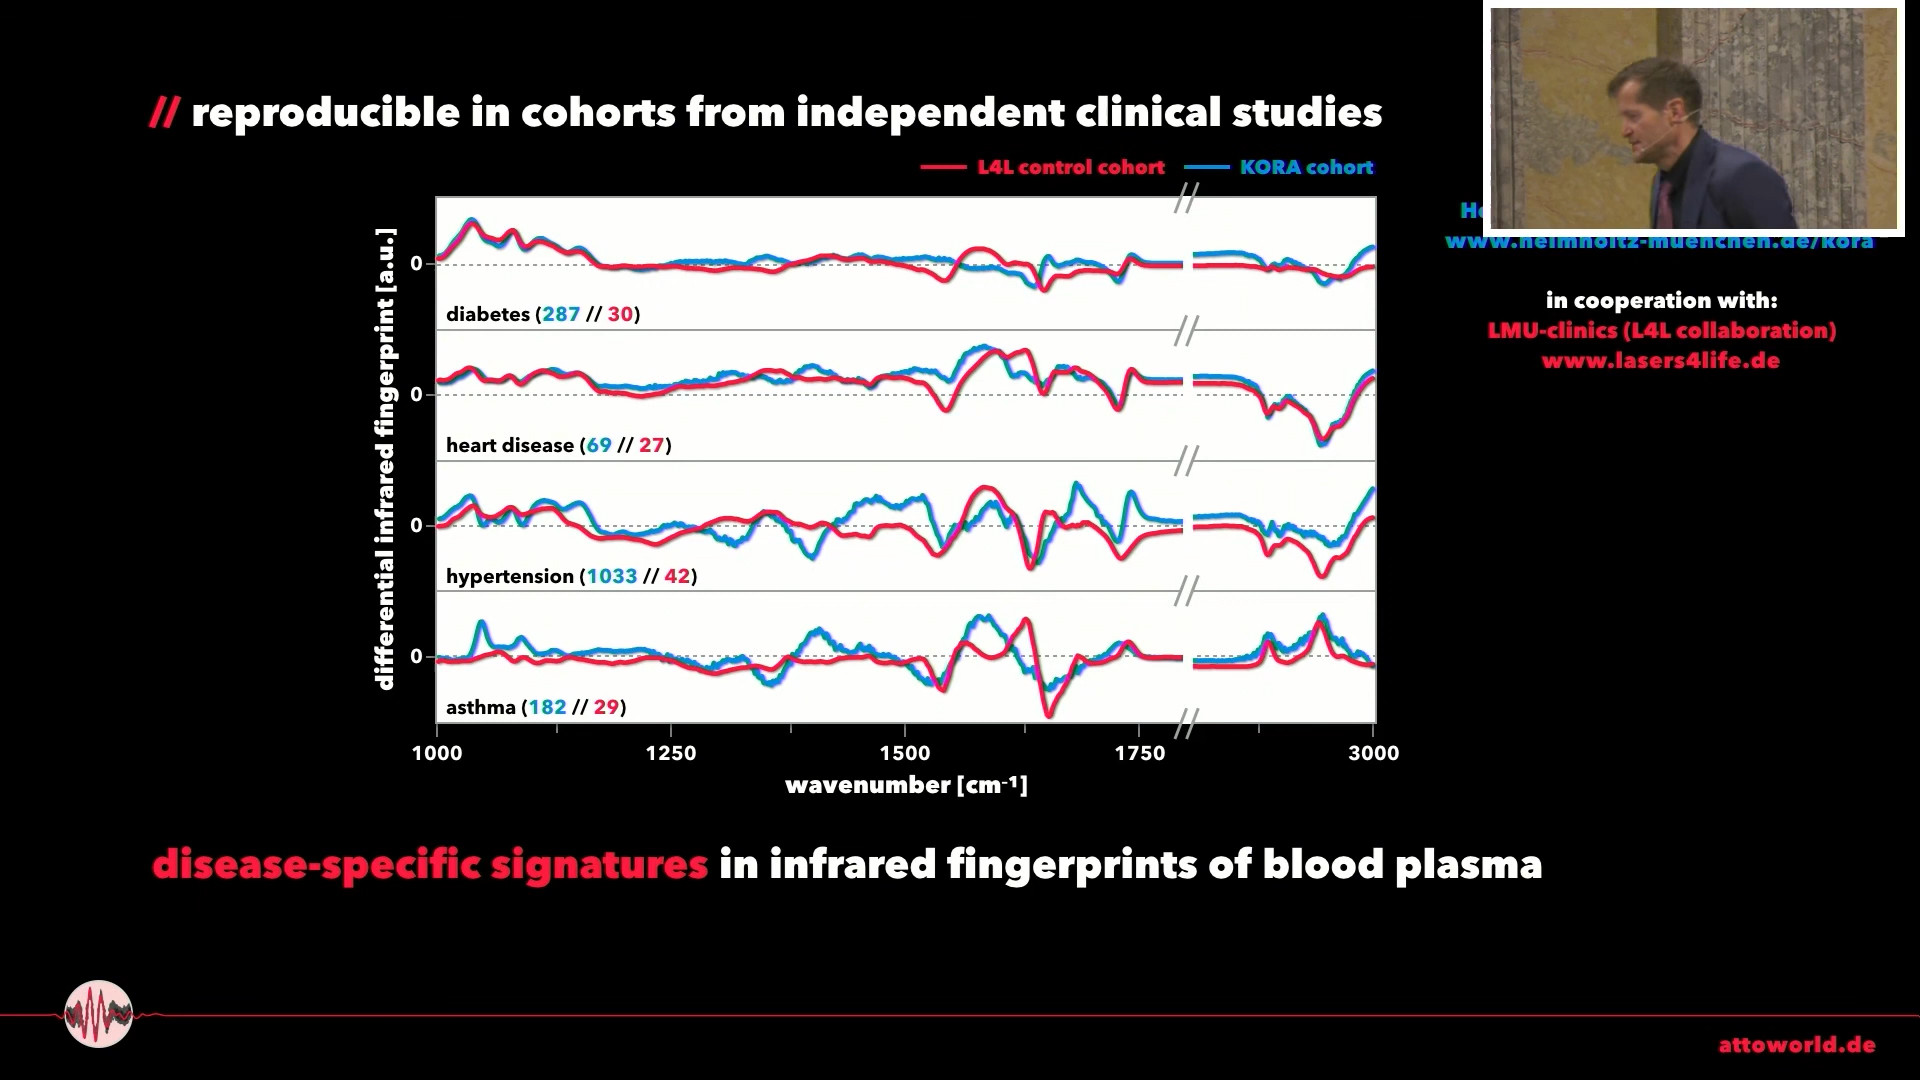 // reproducible in cohorts from independent clinical studies
L4L control cohort KORA cohort
www.helmholtz-muenchen.de/kora
in cooperation with:
LMU-clinics (L4L collaboration)
www.lasers4life.de
differential infrared fingerprint [a.u.]
0
diabetes (287 // 30)
0
heart disease (69 // 27)
0
hypertension (1033 // 42)
0
asthma (182 // 29)
1000 1250 1500 1750 3000
wavenumber [cm⁻¹]
disease-specific signatures in infrared fingerprints of blood plasma
attoworld.de